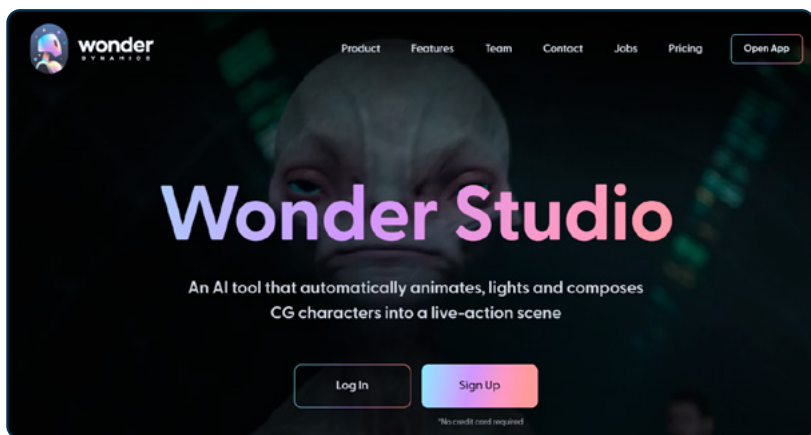 wonder
DYNAMICS
Product Features Team Contact Jobs Pricing Open App
Wonder Studio
An AI tool that automatically animates, lights and composes
CG characters into a live-action scene
Log In Sign Up
*No credit card required